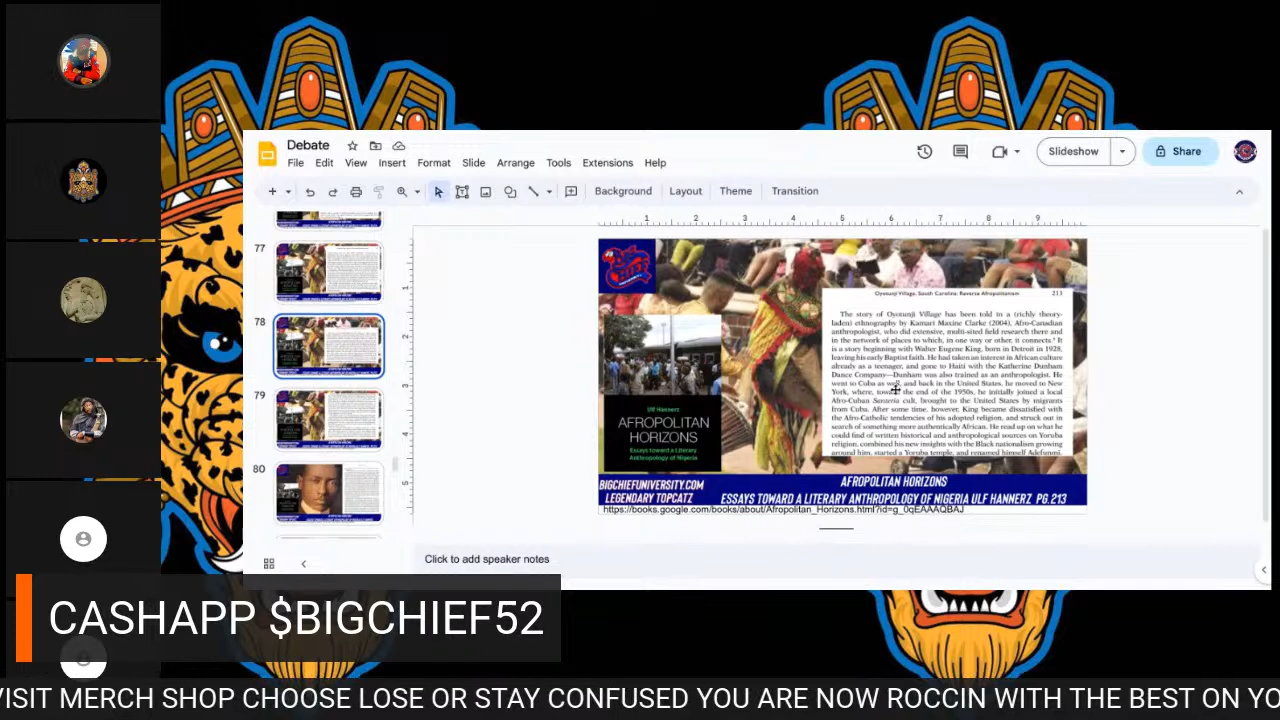 Debate
File Edit View Insert Format Slide Arrange Tools Extensions Help
Slideshow
Share
Background Layout Theme Transition
77
78
79
80
Oyotunji Village, South Carolina: Reverse Afropolitanism 213
The story of Oyotunji Village has been told in a (richly theory-
laden) ethnography by Kamari Maxine Clarke (2004), Afro-Canadian
anthropologist, who did extensive, multi-sited field research there and
in the network of places to which, in one way or other, it connects. It
is a story beginning with Walter Eugene King, born in Detroit in 1928,
leaving his early Baptist faith. He had taken an interest in African culture
already as a teenager, and gone to Haiti with the Katherine Dunham
Dance Company—Dunham was also trained as an anthropologist. He
went to Cuba as well, and back in the United States, he moved to New
York, where, toward the end of the 1950s, he initially joined a local
Afro-Cuban Santería cult, brought to the United States by migrants
from Cuba. After some time, however, King became dissatisfied with
the Afro-Catholic tendencies of his adopted religion, and struck out in
search of something more authentically African. He read up on what he
could find of written historical and anthropological sources on Yoruba
religion, combined his new insights with the Black nationalism growing
around him, started a Yoruba temple, and renamed himself Adefunmi.
Ulf Hannerz
AFROPOLITAN
HORIZONS
Essays toward a Literary
Anthropology of Nigeria
BIGCHIEFUNIVERSITY.COM
LEGENDARY TOPCATZ
AFROPOLITAN HORIZONS
ESSAYS TOWARD A LITERARY ANTHROPOLOGY OF NIGERIA ULF HANNERZ PG.213
https://books.google.com/books/about/Afropolitan_Horizons.html?id=g_0qEAAAQBAJ
Click to add speaker notes
CASHAPP $BIGCHIEF52
VISIT MERCH SHOP CHOOSE LOSE OR STAY CONFUSED YOU ARE NOW ROCCIN WITH THE BEST ON YO